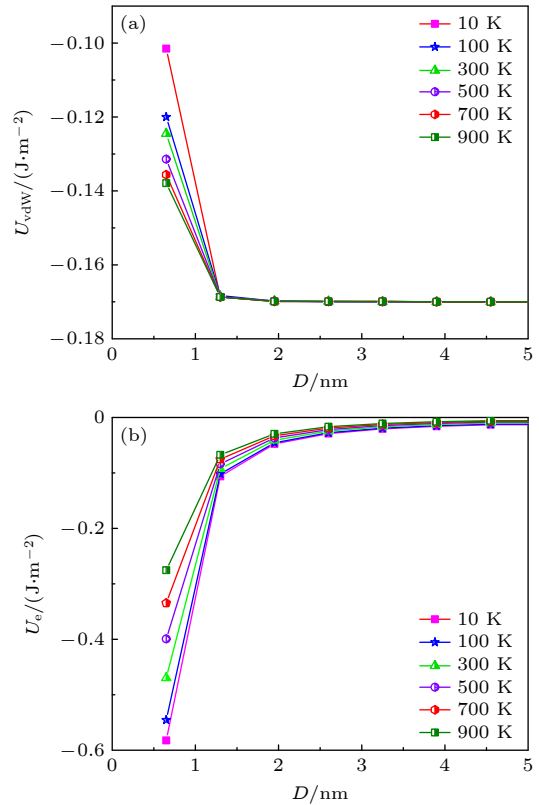 (a)
10 K
100 K
300 K
500 K
700 K
900 K
−0.10
−0.12
−0.14
−0.16
−0.18
U_vdW/(J·m⁻²)
0 1 2 3 4 5
D/nm
(b)
10 K
100 K
300 K
500 K
700 K
900 K
0
−0.2
−0.4
−0.6
U_e/(J·m⁻²)
0 1 2 3 4 5
D/nm